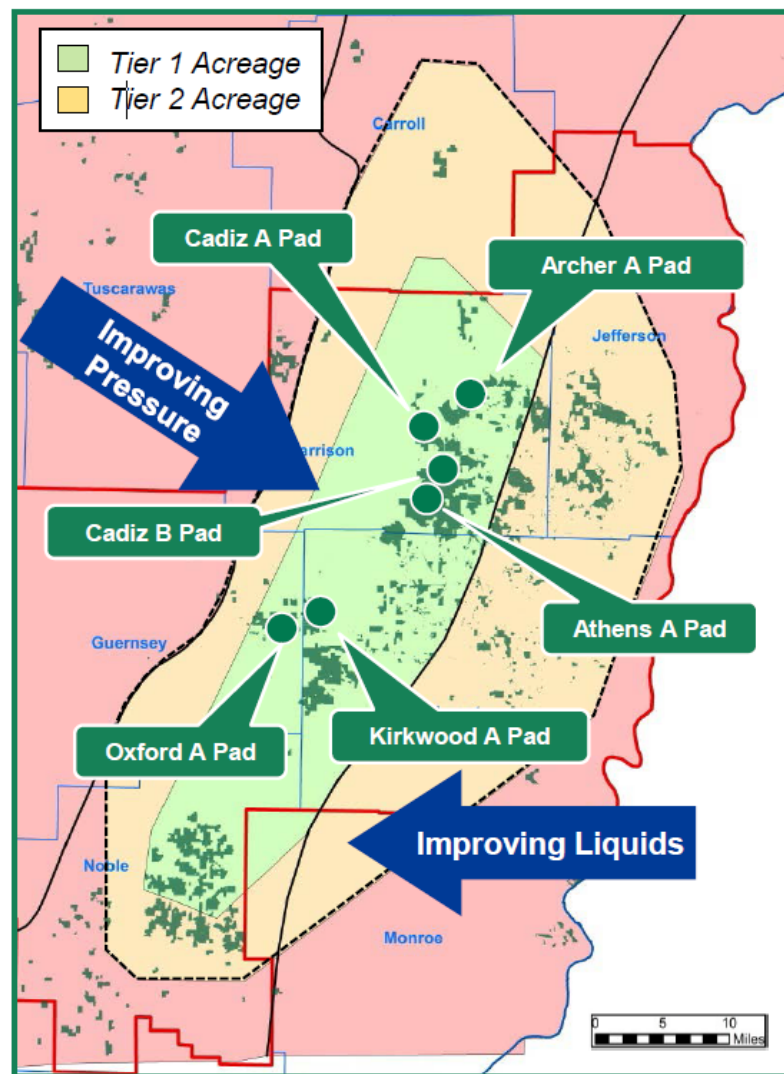 Tier 1 Acreage
Tier 2 Acreage
Carroll
Cadiz A Pad
Archer A Pad
Tuscarawas
Improving
Pressure
Jefferson
errison
Cadiz B Pad
Guernsey
Athens A Pad
Oxford A Pad
Kirkwood A Pad
Improving Liquids
Noble
Monroe
0 5 10
Miles